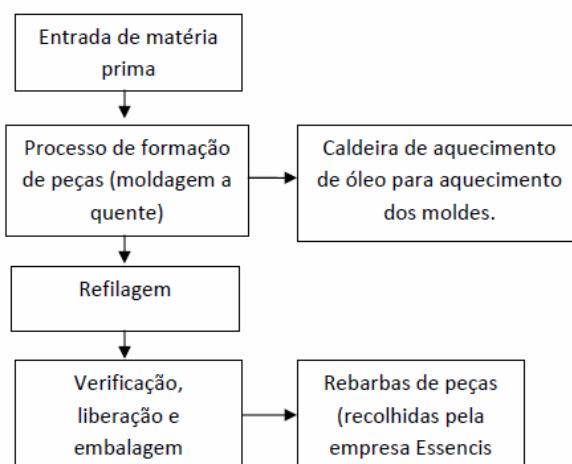 Entrada de matéria
prima
Processo de formação
de peças (moldagem a
quente)
Caldeira de aquecimento
de óleo para aquecimento
dos moldes.
Refilagem
Verificação,
liberação e
embalagem
Rebarbas de peças
(recolhidas pela
empresa Essencis